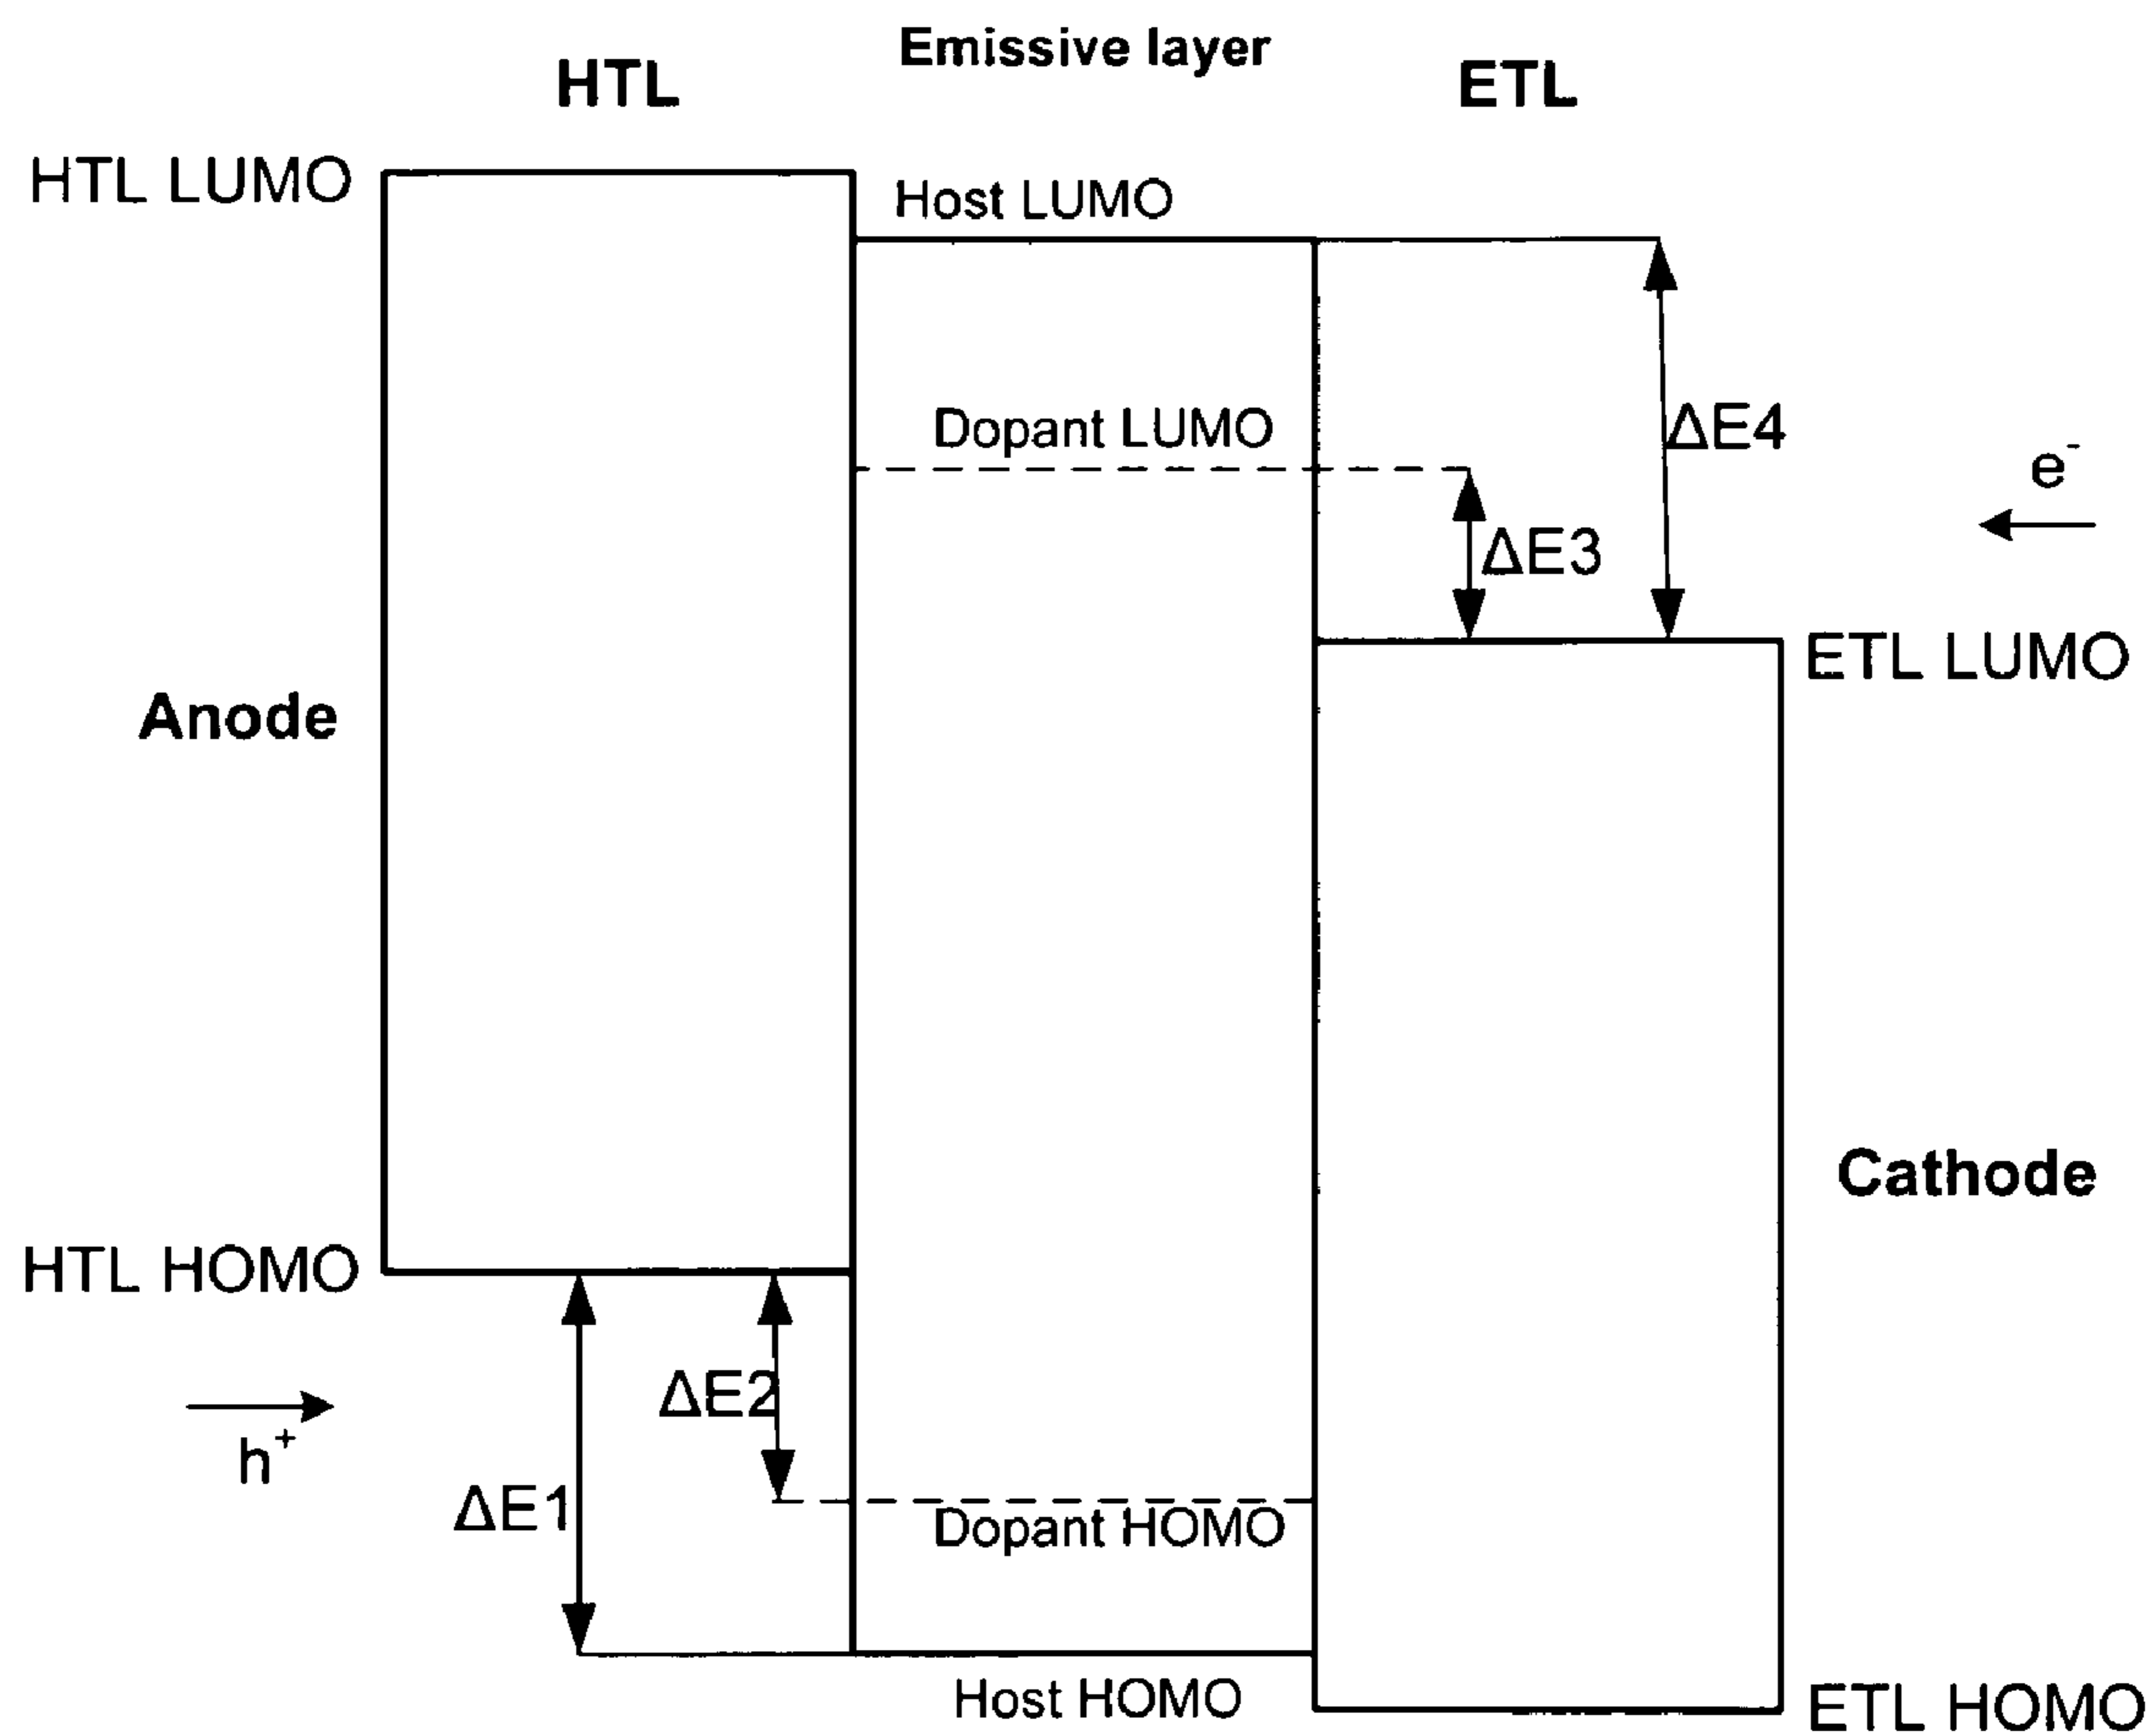 Emissive layer
HTL
ETL
HTL LUMO
Host LUMO
Dopant LUMO
ΔE4
e⁻
ΔE3
ETL LUMO
Anode
Cathode
HTL HOMO
ΔE2
h⁺
ΔE1
Dopant HOMO
Host HOMO
ETL HOMO